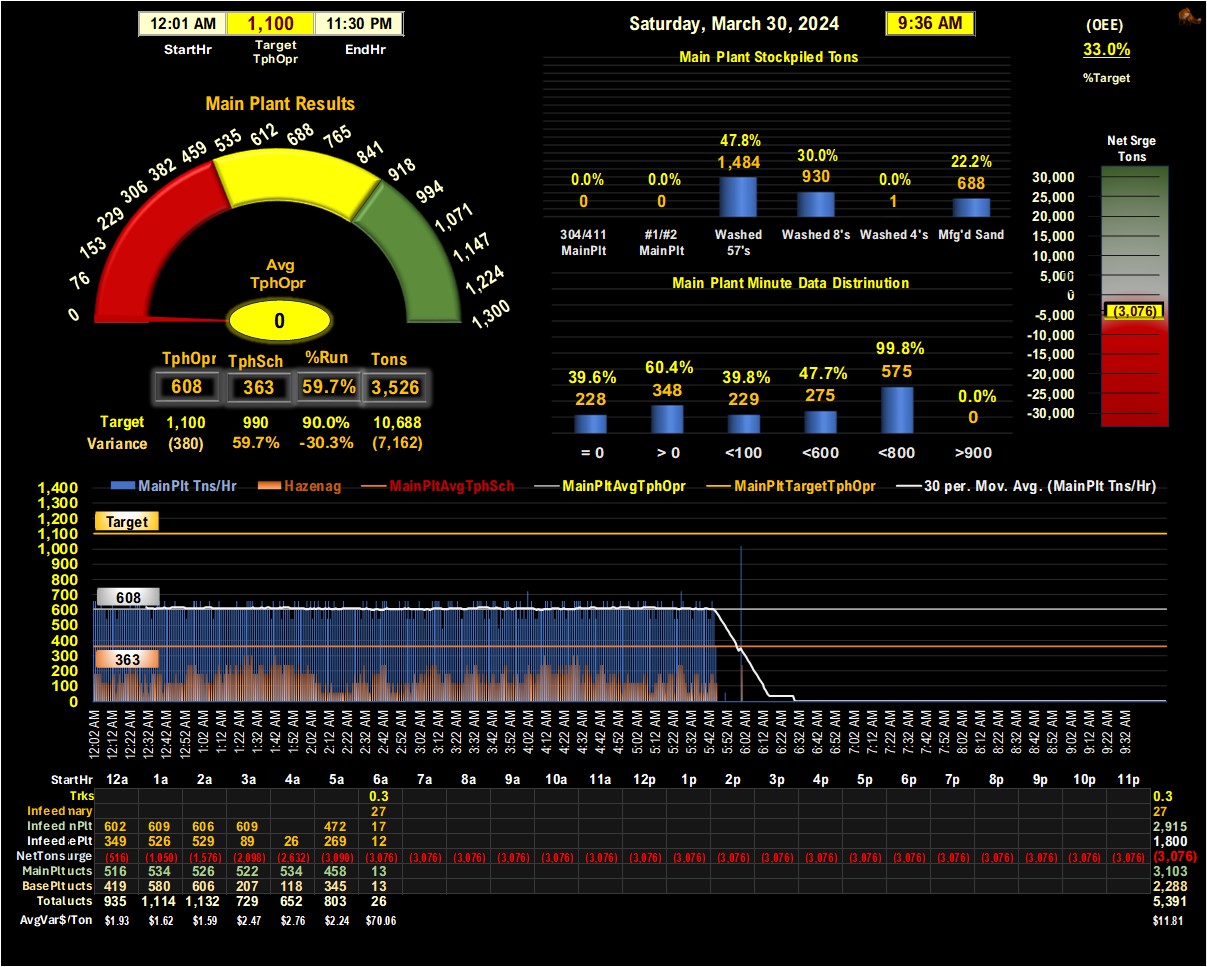 12:01 AM 1,100 11:30 PM
StartHr Target TphOpr EndHr
Saturday, March 30, 2024 9:36 AM
(OEE)
33.0%
%Target
Main Plant Results
0 76 153 229 306 382 459 535 612 688 765 841 918 994 1,071 1,147 1,224 1,300
Avg
TphOpr
0
TphOpr TphSch %Run Tons
608 363 59.7% 3,526
Target 1,100 990 90.0% 10,688
Variance (380) 59.7% -30.3% (7,162)
Main Plant Stockpiled Tons
0.0% 0.0% 47.8% 30.0% 0.0% 22.2%
0 0 1,484 930 1 688
304/411 MainPlt #1/#2 MainPlt Washed 57's Washed 8's Washed 4's Mfg'd Sand
Main Plant Minute Data Distrinution
39.6% 60.4% 39.8% 47.7% 99.8% 0.0%
228 348 229 275 575 0
= 0 > 0 <100 <600 <800 >900
Net Srge
Tons
30,000
25,000
20,000
15,000
10,000
5,000
0
-5,000
-10,000
-15,000
-20,000
-25,000
-30,000
(3,076)
MainPlt Tns/Hr Hazenag MainPltAvgTphSch MainPltAvgTphOpr MainPltTargetTphOpr 30 per. Mov. Avg. (MainPlt Tns/Hr)
1,400
1,300
1,200
1,100
1,000
900
800
700
600
500
400
300
200
100
0
Target
608
363
12:02 AM 12:12 AM 12:22 AM 12:32 AM 12:42 AM 12:52 AM 1:02 AM 1:12 AM 1:22 AM 1:32 AM 1:42 AM 1:52 AM 2:02 AM 2:12 AM 2:22 AM 2:32 AM 2:42 AM 2:52 AM 3:02 AM 3:12 AM 3:22 AM 3:32 AM 3:42 AM 3:52 AM 4:02 AM 4:12 AM 4:22 AM 4:32 AM 4:42 AM 4:52 AM 5:02 AM 5:12 AM 5:22 AM 5:32 AM 5:42 AM 5:52 AM 6:02 AM 6:12 AM 6:22 AM 6:32 AM 6:42 AM 6:52 AM 7:02 AM 7:12 AM 7:22 AM 7:32 AM 7:42 AM 7:52 AM 8:02 AM 8:12 AM 8:22 AM 8:32 AM 8:42 AM 8:52 AM 9:02 AM 9:12 AM 9:22 AM 9:32 AM
StartHr 12a 1a 2a 3a 4a 5a 6a 7a 8a 9a 10a 11a 12p 1p 2p 3p 4p 5p 6p 7p 8p 9p 10p 11p
Trks 0.3 0.3
Infeed nary 27 27
Infeed nPlt 602 609 606 609 472 17 2,915
Infeed ePlt 349 526 529 89 26 269 12 1,800
NetTons urge (516) (1,050) (1,576) (2,098) (2,632) (3,090) (3,076) (3,076) (3,076) (3,076) (3,076) (3,076) (3,076) (3,076) (3,076) (3,076) (3,076) (3,076) (3,076) (3,076) (3,076) (3,076) (3,076) (3,076) (3,076)
MainPlt ucts 516 534 526 522 534 458 13 3,103
BasePlt ucts 419 580 606 207 118 345 13 2,288
Total ucts 935 1,114 1,132 729 652 803 26 5,391
AvgVar$/Ton $1.93 $1.62 $1.59 $2.47 $2.76 $2.24 $70.06 $11.81